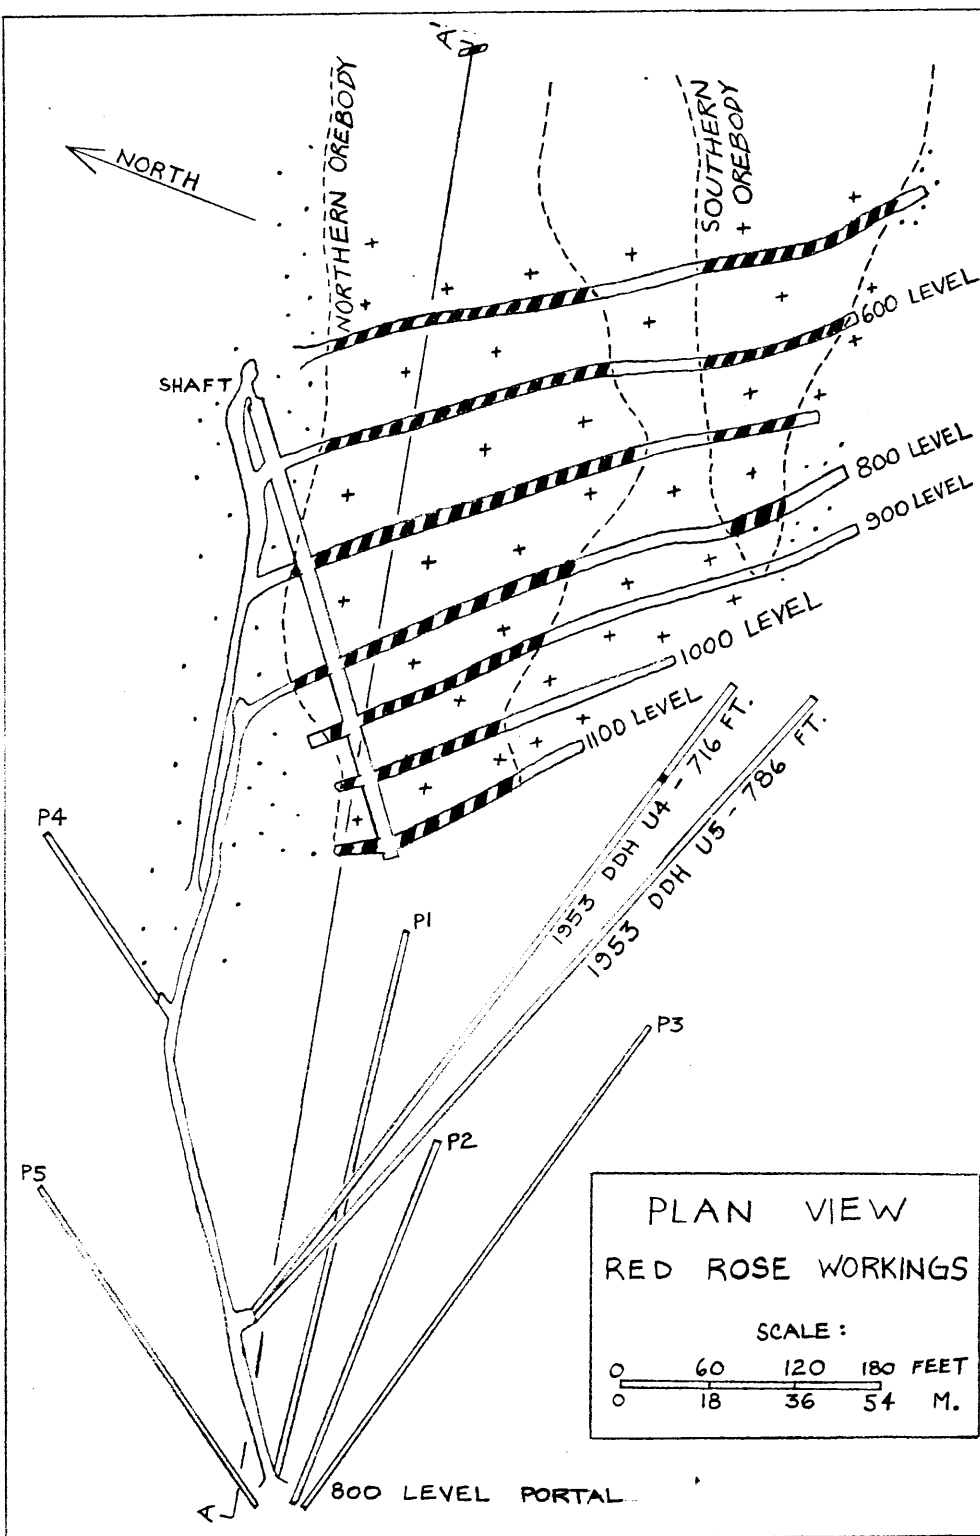 A'
NORTH
NORTHERN OREBODY
SOUTHERN
OREBODY
SHAFT
600 LEVEL
800 LEVEL
900 LEVEL
1000 LEVEL
1100 LEVEL
1953 DDH U4 - 716 FT.
1953 DDH U5 - 786 FT.
P4
P1
P3
P2
P5
PLAN VIEW
RED ROSE WORKINGS
SCALE:
0 60 120 180 FEET
0 18 36 54 M.
A
800 LEVEL PORTAL